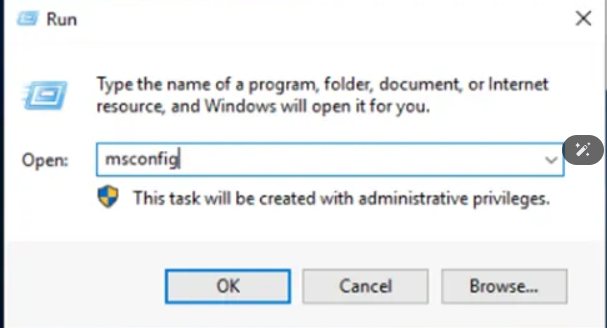 Run
Type the name of a program, folder, document, or Internet
resource, and Windows will open it for you.
Open: msconfig
This task will be created with administrative privileges.
OK Cancel Browse...